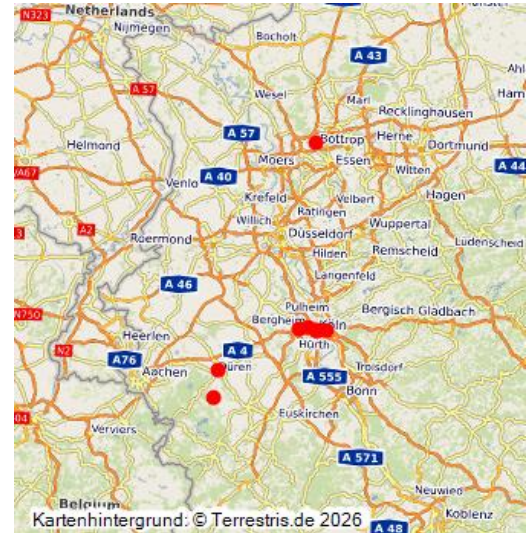 Netherlands
N323
Nijmegen
Bocholt
A 43
Ahl
Wesel
Marl
Ham
A 57
Recklinghausen
A 57
Bottrop
Herne
Dortmund
Helmond
Moers
Essen
/A67
Venlo
A 40
Witten
A 44
Krefeld
Velbert
Hagen
Ratingen
Willich
A2
Wuppertal
Roermond
Düsseldorf
Ludenscheid
Hilden
Remscheid
Langenfeld
A 46
Pulheim
Bergisch Gladbach
N750
Bergheim
Köln
Heerlen
Hürth
N2
A76
A 4
Düren
Troisdorf
Aachen
A 555
Bonn
Euskirchen
04
Verviers
A 571
Neuwied
Belgium
Koblenz
A 48
Kartenhintergrund: © Terrestris.de 2026